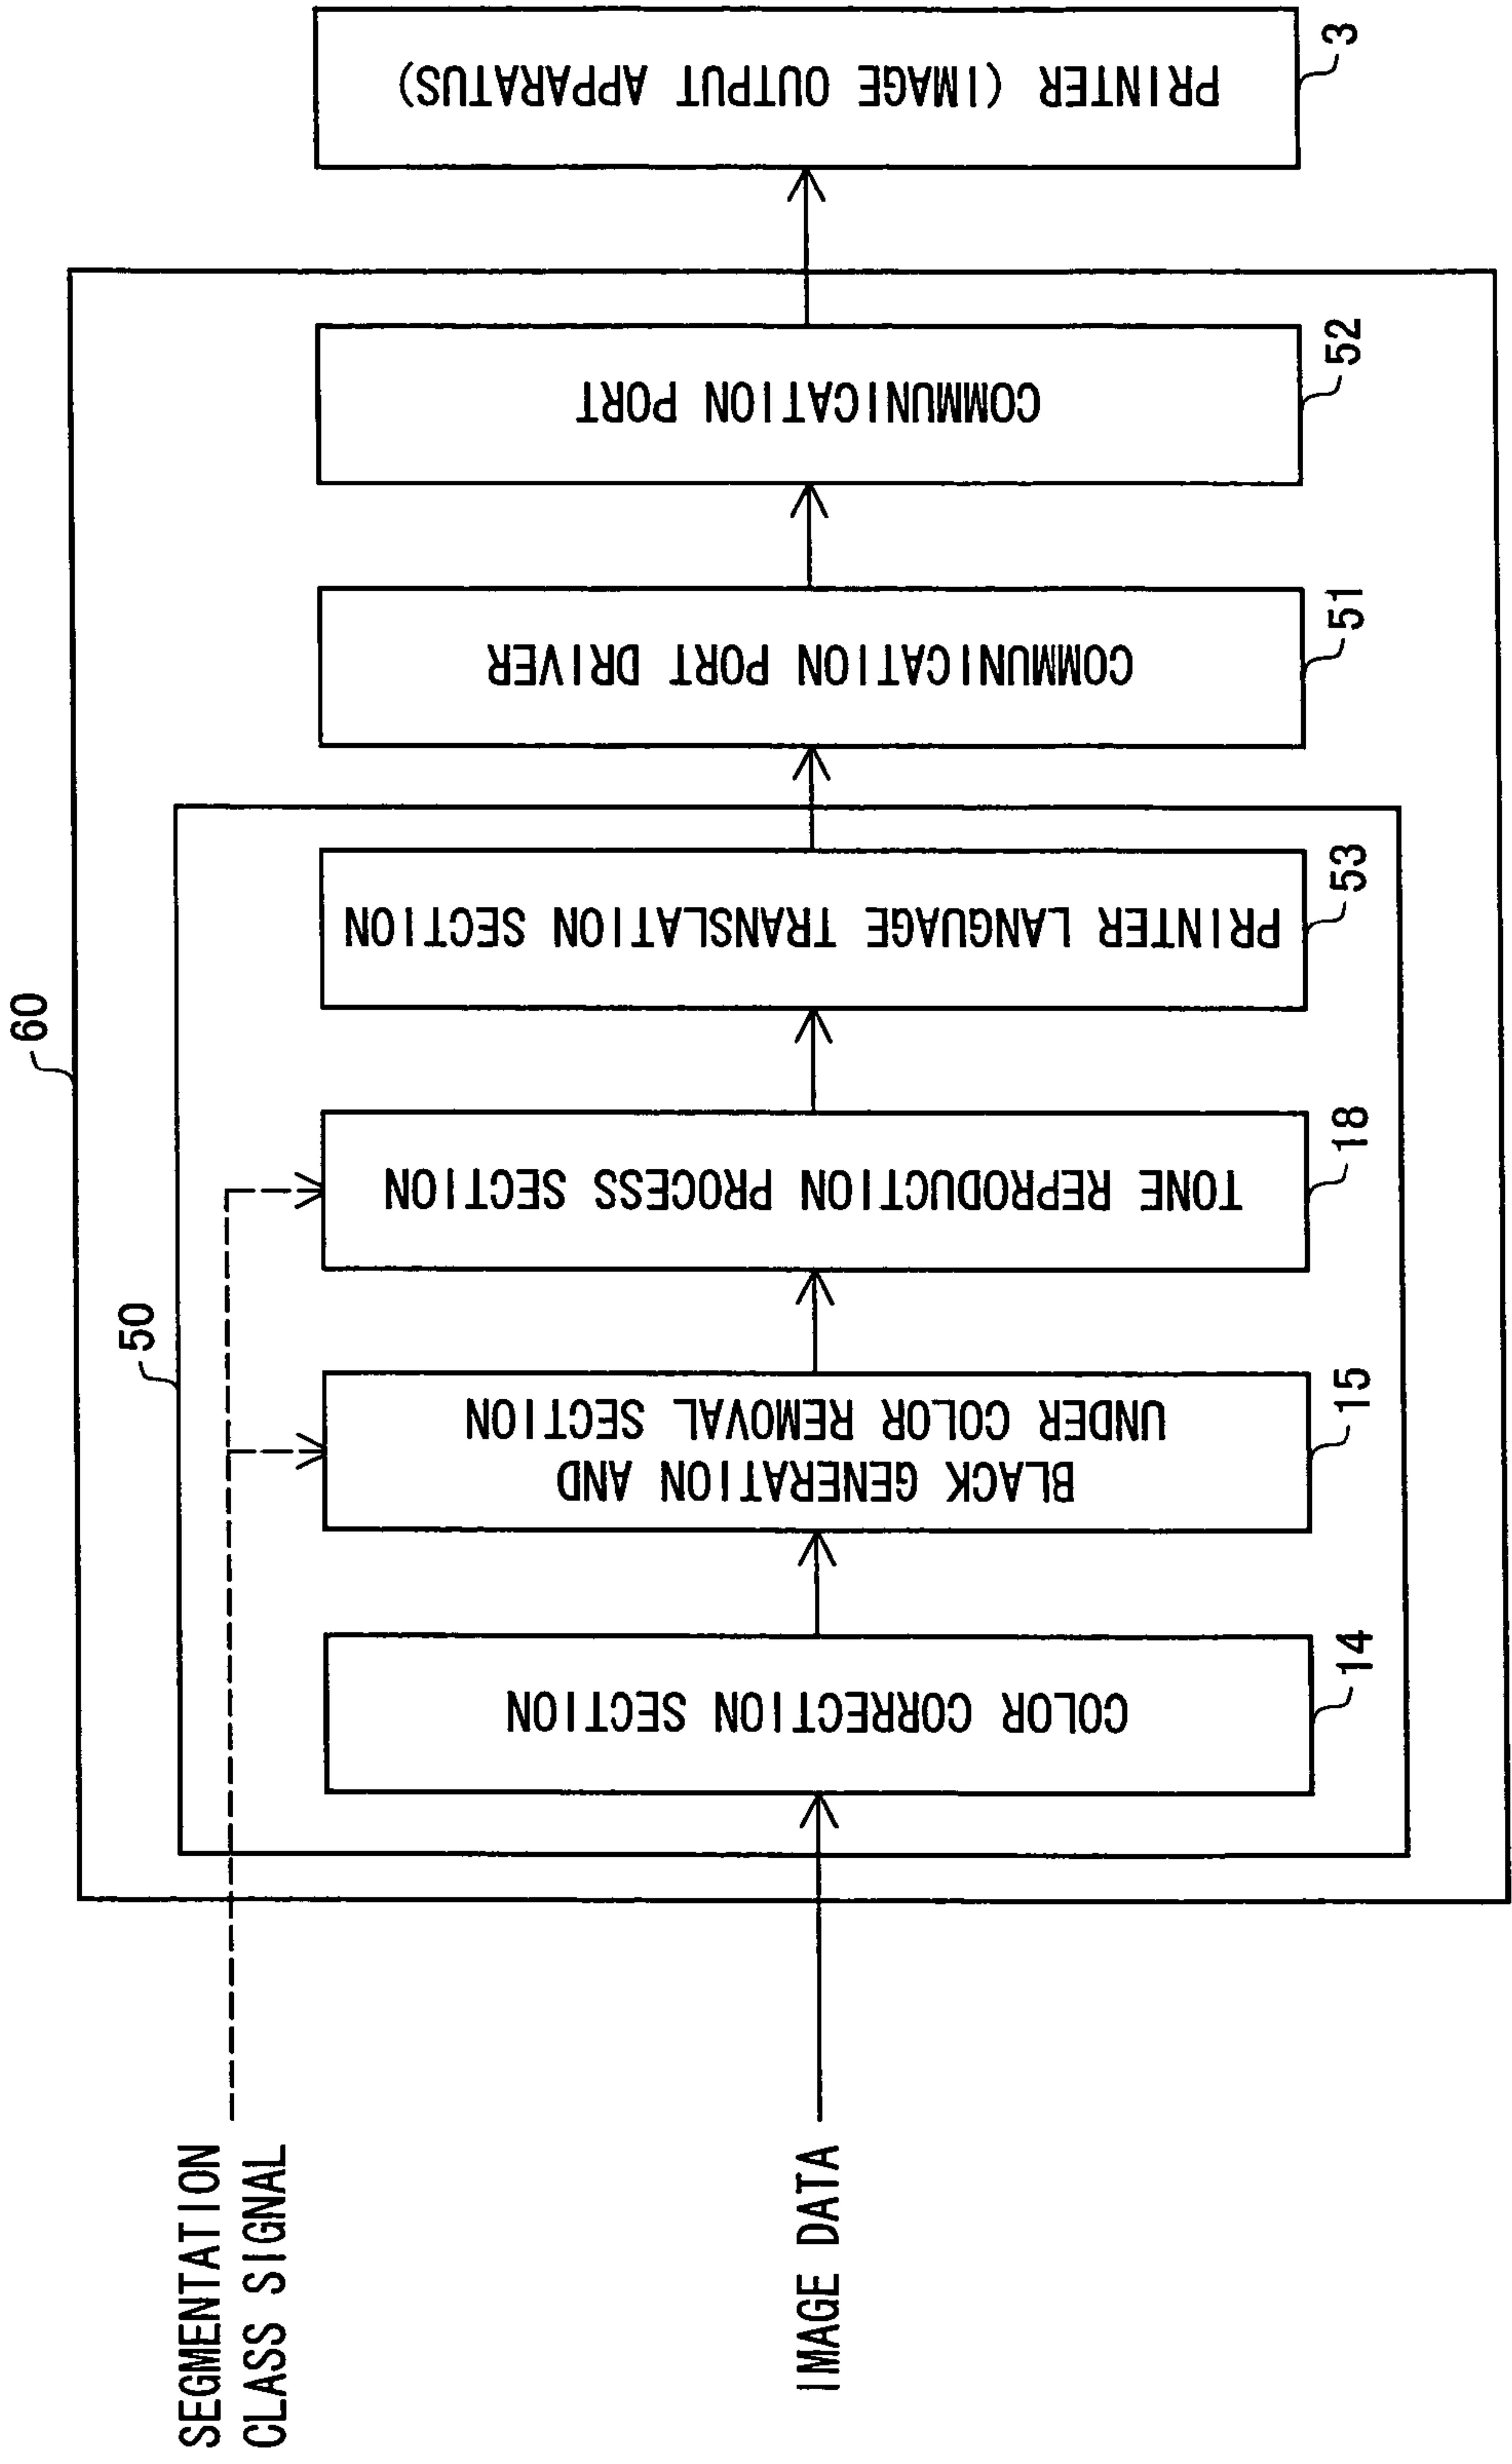 SEGMENTATION
CLASS SIGNAL
IMAGE DATA
60
50
COLOR CORRECTION SECTION
14
BLACK GENERATION AND
UNDER COLOR REMOVAL SECTION
15
TONE REPRODUCTION PROCESS SECTION
18
PRINTER LANGUAGE TRANSLATION SECTION
53
COMMUNICATION PORT DRIVER
51
COMMUNICATION PORT
52
PRINTER (IMAGE OUTPUT APPARATUS)
3